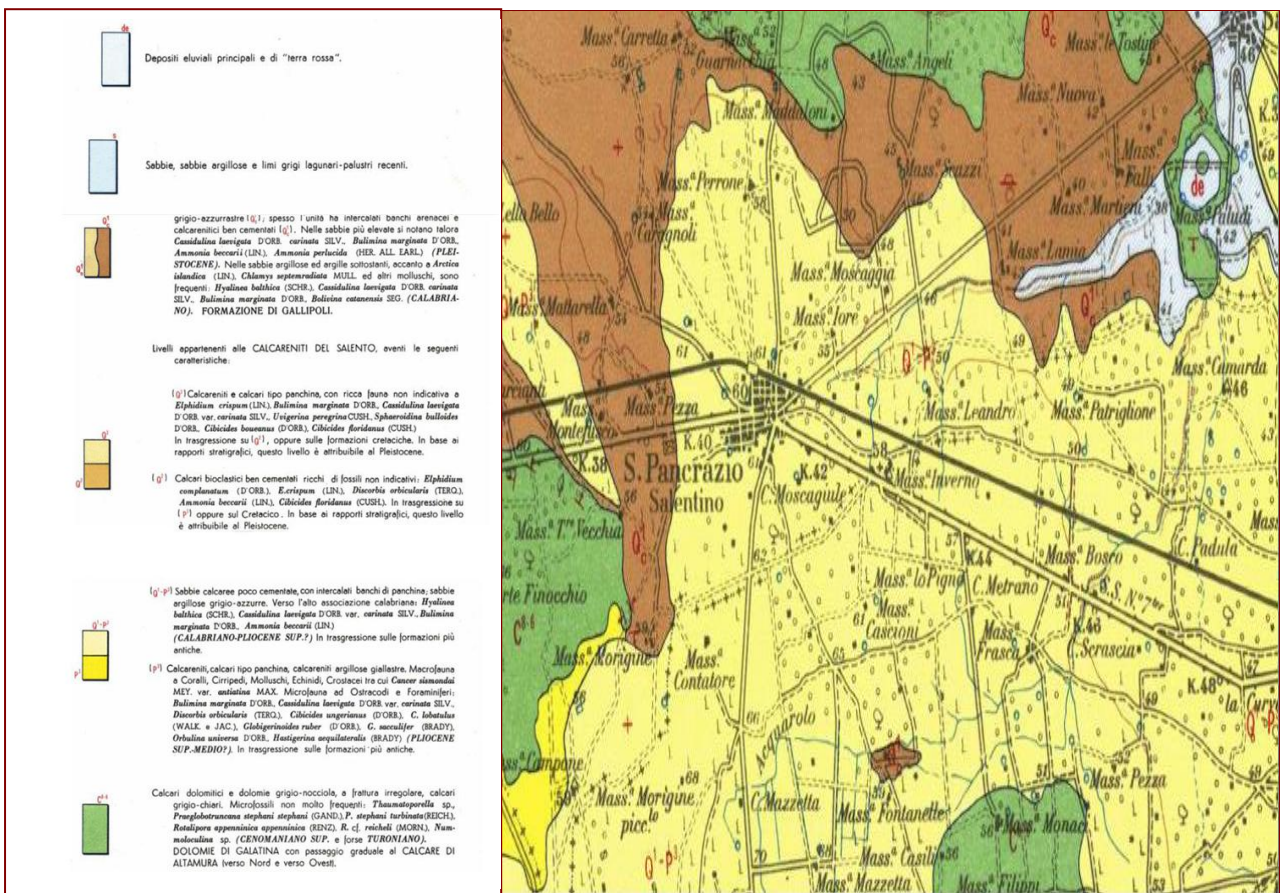 de
Depositi eluviali principali e di "terra rossa".
s
Sabbie, sabbie argillose e limi grigi lagunari-palustri recenti.
grigio-azzurrastre spesso l'unità ha intercalati banchi arenacei e
calcarenitici ben cementati Nelle sabbie più elevate si notano talora
Cassidulina laevigata D'ORB. carinata SILV., Bulimina marginata D'ORB.,
Ammonia beccarii (LIN.), Ammonia perlucida (HER. ALL. EARL.) (PLEI-
STOCENE). Nelle sabbie argillose ed argille sottostanti, accanto a Arctica
islandica (LIN.), Chlamys septemradiata MULL. ed altri molluschi, sono
frequenti: Hyalinea balthica (SCHR.), Cassidulina laevigata D'ORB. carinata
SILV., Bulimina marginata D'ORB., Bolivina catanensis SEG. (CALABRIA-
NO). FORMAZIONE DI GALLIPOLI.
Livelli appartenenti alle CALCARENITI DEL SALENTO, aventi le seguenti
caratteristiche:
Calcareniti e calcari tipo panchina, con ricca fauna non indicativa a
Elphidium crispum (LIN.), Bulimina marginata D'ORB., Cassidulina laevigata
D'ORB. var. carinata SILV., Uvigerina peregrina CUSH., Sphaeroidina bulloides
D'ORB., Cibicides boueanus (D'ORB.), Cibicides floridanus (CUSH.)
In trasgressione su oppure sulle formazioni cretaciche. In base ai
rapporti stratigrafici, questo livello è attribuibile al Pleistocene.
Calcari bioclastici ben cementati ricchi di fossili non indicativi: Elphidium
complanatum (D'ORB.), E. crispum (LIN.), Discorbis orbicularis (TERQ.),
Ammonia beccarii (LIN.), Cibicides floridanus (CUSH.). In trasgressione su
oppure sul Cretacico. In base ai rapporti stratigrafici, questo livello
è attribuibile al Pleistocene.
Sabbie calcaree poco cementate, con intercalati banchi di panchina; sabbie
argillose grigio-azzurre. Verso l'alto associazione calabriana: Hyalinea
balthica (SCHR.), Cassidulina laevigata D'ORB. var. carinata SILV., Bulimina
marginata D'ORB., Ammonia beccarii (LIN.)
(CALABRIANO-PLIOCENE SUP.?) In trasgressione sulle formazioni più
antiche.
Calcareniti, calcari tipo panchina, calcareniti argillose giallastre. Macrofauna
a Coralli, Cirripedi, Molluschi, Echinidi, Crostacei tra cui Cancer sismondai
MEY. var. antiatina MAX. Microfauna ad Ostracodi e Foraminiferi:
Bulimina marginata D'ORB., Cassidulina laevigata D'ORB. var. carinata SILV.,
Discorbis orbicularis (TERQ.), Cibicides ungerianus (D'ORB.), C. lobatulus
(WALK. e JAC.), Globigerinoides ruber (D'ORB.), G. sacculifer (BRADY),
Orbulina universa D'ORB., Hastigerina aequilateralis (BRADY) (PLIOCENE
SUP.-MEDIO?). In trasgressione sulle formazioni più antiche.
Calcari dolomitici e dolomie grigio-nocciola, a frattura irregolare, calcari
grigio-chiari. Microfossili non molto frequenti: Thaumatoporella sp.,
Praeglobotruncana stephani stephani (GAND.), P. stephani turbinata (REICH.),
Rotalipora appenninica appenninica (RENZ), R. cf. reicheli (MORN.), Num-
moloculina sp. (CENOMANIANO SUP. e forse TURONIANO).
DOLOMIE DI GALATINA con passaggio graduale al CALCARE DI
ALTAMURA (verso Nord e verso Ovest).
Mass.a Carretta
Guarnacchia
Mass.a Angeli
Mass.a le Tostine
Mass.a Maddaloni
Mass.a Nuova
Mass.a Perrone
Mass.a Scazzi
Mass.a Martieni
de
Mass.a Paludi
Mass.a Lamia
Mass.a Moscaggia
Mass.a Mattarella
Mass.a Iore
Mass.a Camarda
Mass.a Pezza
Mass.a Leandro
Mass.a Patriglione
Mass. Montefusco
K.40
K.38
S. Pancrazio
Salentino
K.42
C. Moscagiule
Mass.a Inverno
Mass.a T.re Vecchia
K.44
Mass.a Bosco
C. Padula
Mass.a lo Pigno
C. Metrano
Mass.a Cascioni
Mass.a Frasca
C. Scrascia
K.46
K.48
Mass.a Morigine
Mass.a Contatore
Acquarolo
Mass.a Campone
Mass.a Morigine
picc.lo
C. Mazzetta
Mass.a Fontanelle
Mass.a Pezza
Mass.a Monaci
Mass.a Casili
Mass.a Mazzetta
Mass.a Filippi